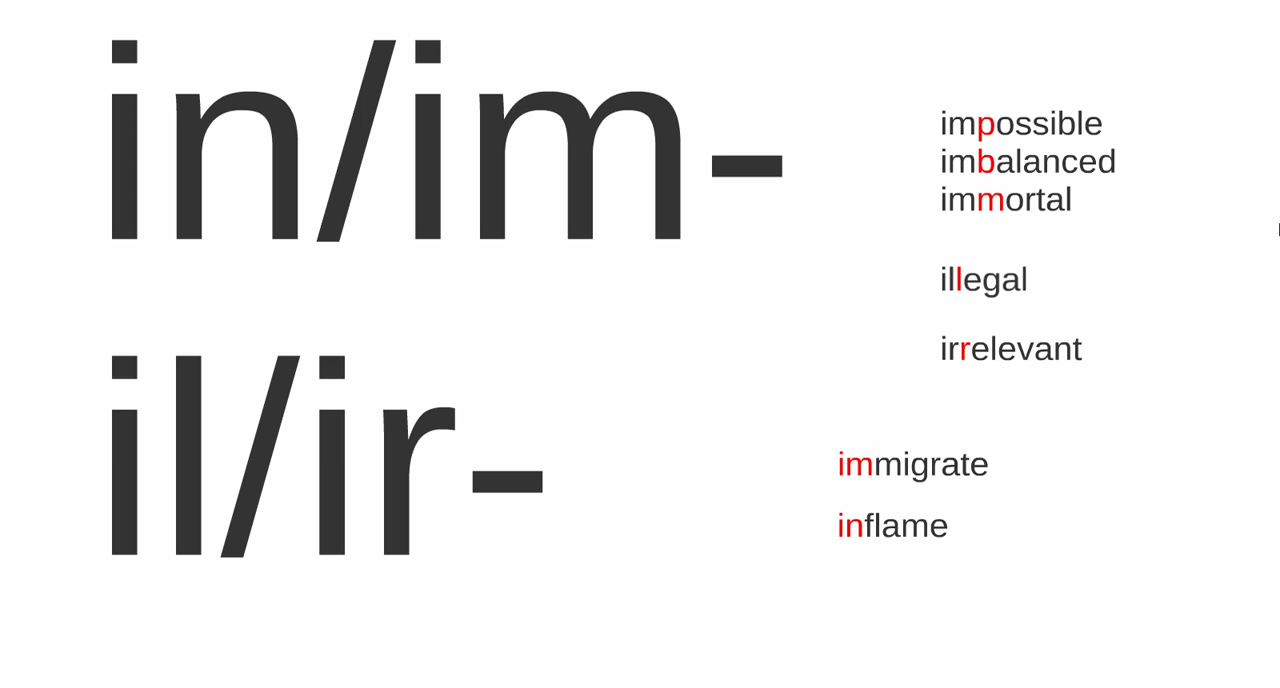 in/im-
impossible
imbalanced
immortal
illegal
irrelevant
il/ir-
immigrate
inflame